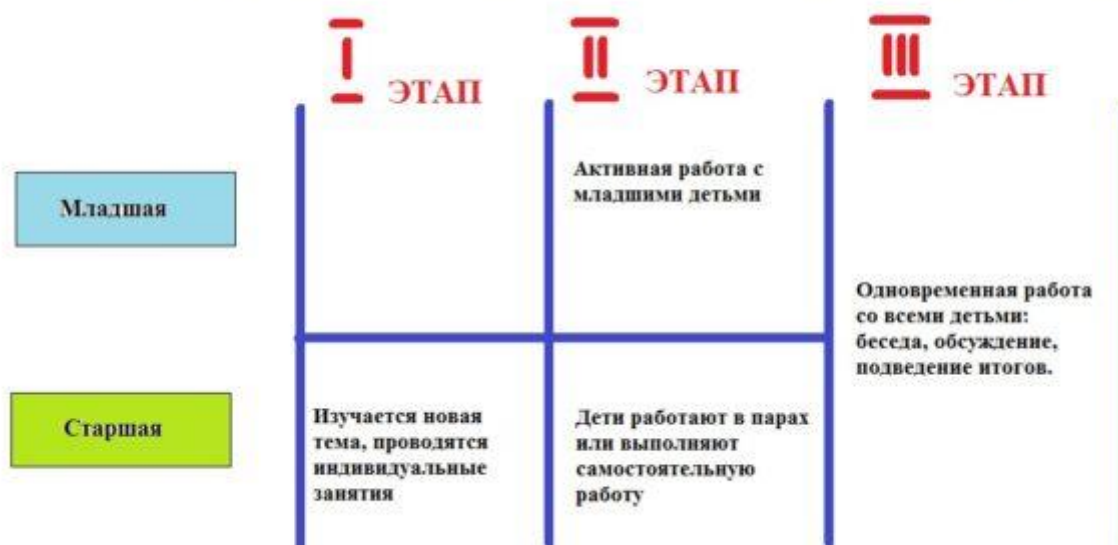 I ЭТАП
II ЭТАП
III ЭТАП
Младшая
Активная работа с
младшими детьми
Одновременная работа
со всеми детьми:
беседа, обсуждение,
подведение итогов.
Старшая
Изучается новая
тема, проводятся
индивидуальные
занятия
Дети работают в парах
или выполняют
самостоятельную
работу